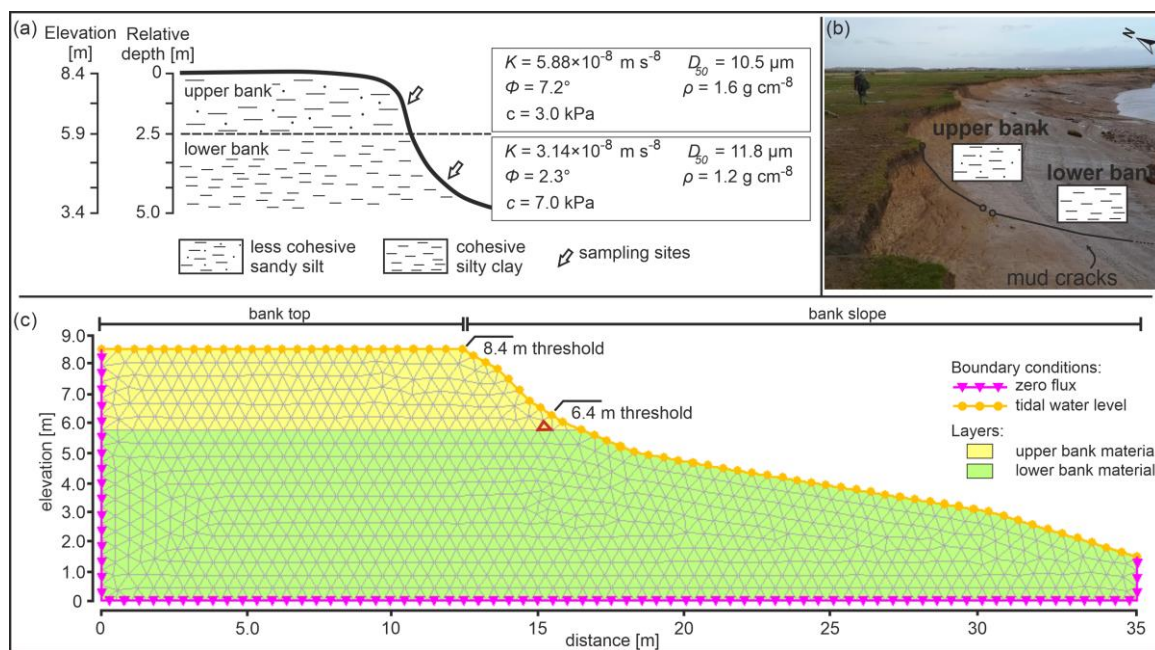 (a)
Elevation
[m]
Relative
depth [m]
8.4
5.9
3.4
0
2.5
5.0
upper bank
lower bank
K = 5.88×10⁻⁸ m s⁻⁸ D₅₀ = 10.5 µm
Φ = 7.2° ρ = 1.6 g cm⁻⁸
c = 3.0 kPa
K = 3.14×10⁻⁸ m s⁻⁸ D₅₀ = 11.8 µm
Φ = 2.3° ρ = 1.2 g cm⁻⁸
c = 7.0 kPa
less cohesive
sandy silt
cohesive
silty clay
sampling sites
(b)
N
upper bank
lower bank
mud cracks
(c)
bank top
bank slope
9.0
8.0
7.0
6.0
5.0
4.0
3.0
2.0
1.0
0
elevation [m]
8.4 m threshold
6.4 m threshold
Boundary conditions:
zero flux
tidal water level
Layers:
upper bank materia
lower bank materia
0 5.0 10 15 20 25 30 35
distance [m]